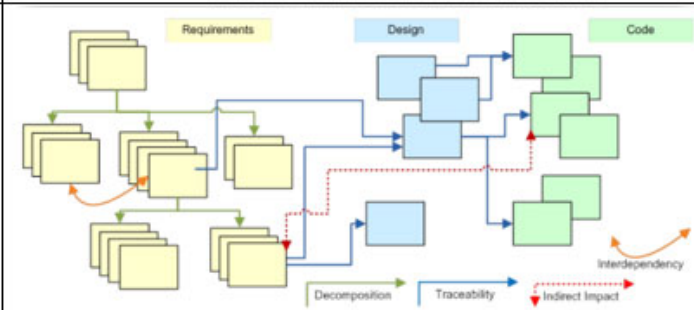 Requirements
Design
Code
Interdependency
Decomposition
Traceability
Indirect Impact